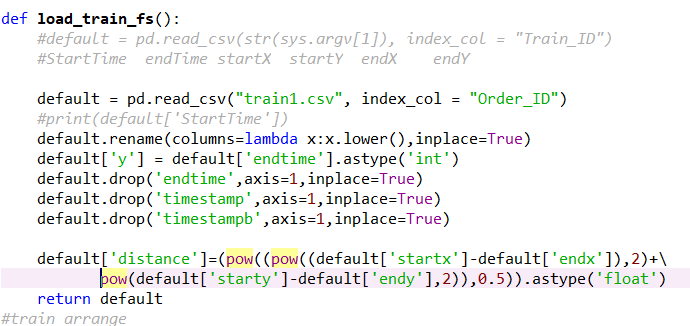 def load_train_fs():
    #default = pd.read_csv(str(sys.argv[1]), index_col = "Train_ID")
    #StartTime  endTime startX  startY  endX    endY
    default = pd.read_csv("train1.csv", index_col = "Order_ID")
    #print(default['StartTime'])
    default.rename(columns=lambda x:x.lower(),inplace=True)
    default['y'] = default['endtime'].astype('int')
    default.drop('endtime',axis=1,inplace=True)
    default.drop('timestamp',axis=1,inplace=True)
    default.drop('timestampb',axis=1,inplace=True)
    default['distance']=(pow((pow((default['startx']-default['endx']),2)+\
            pow(default['starty']-default['endy'],2)),0.5)).astype('float')
    return default
#train arrange